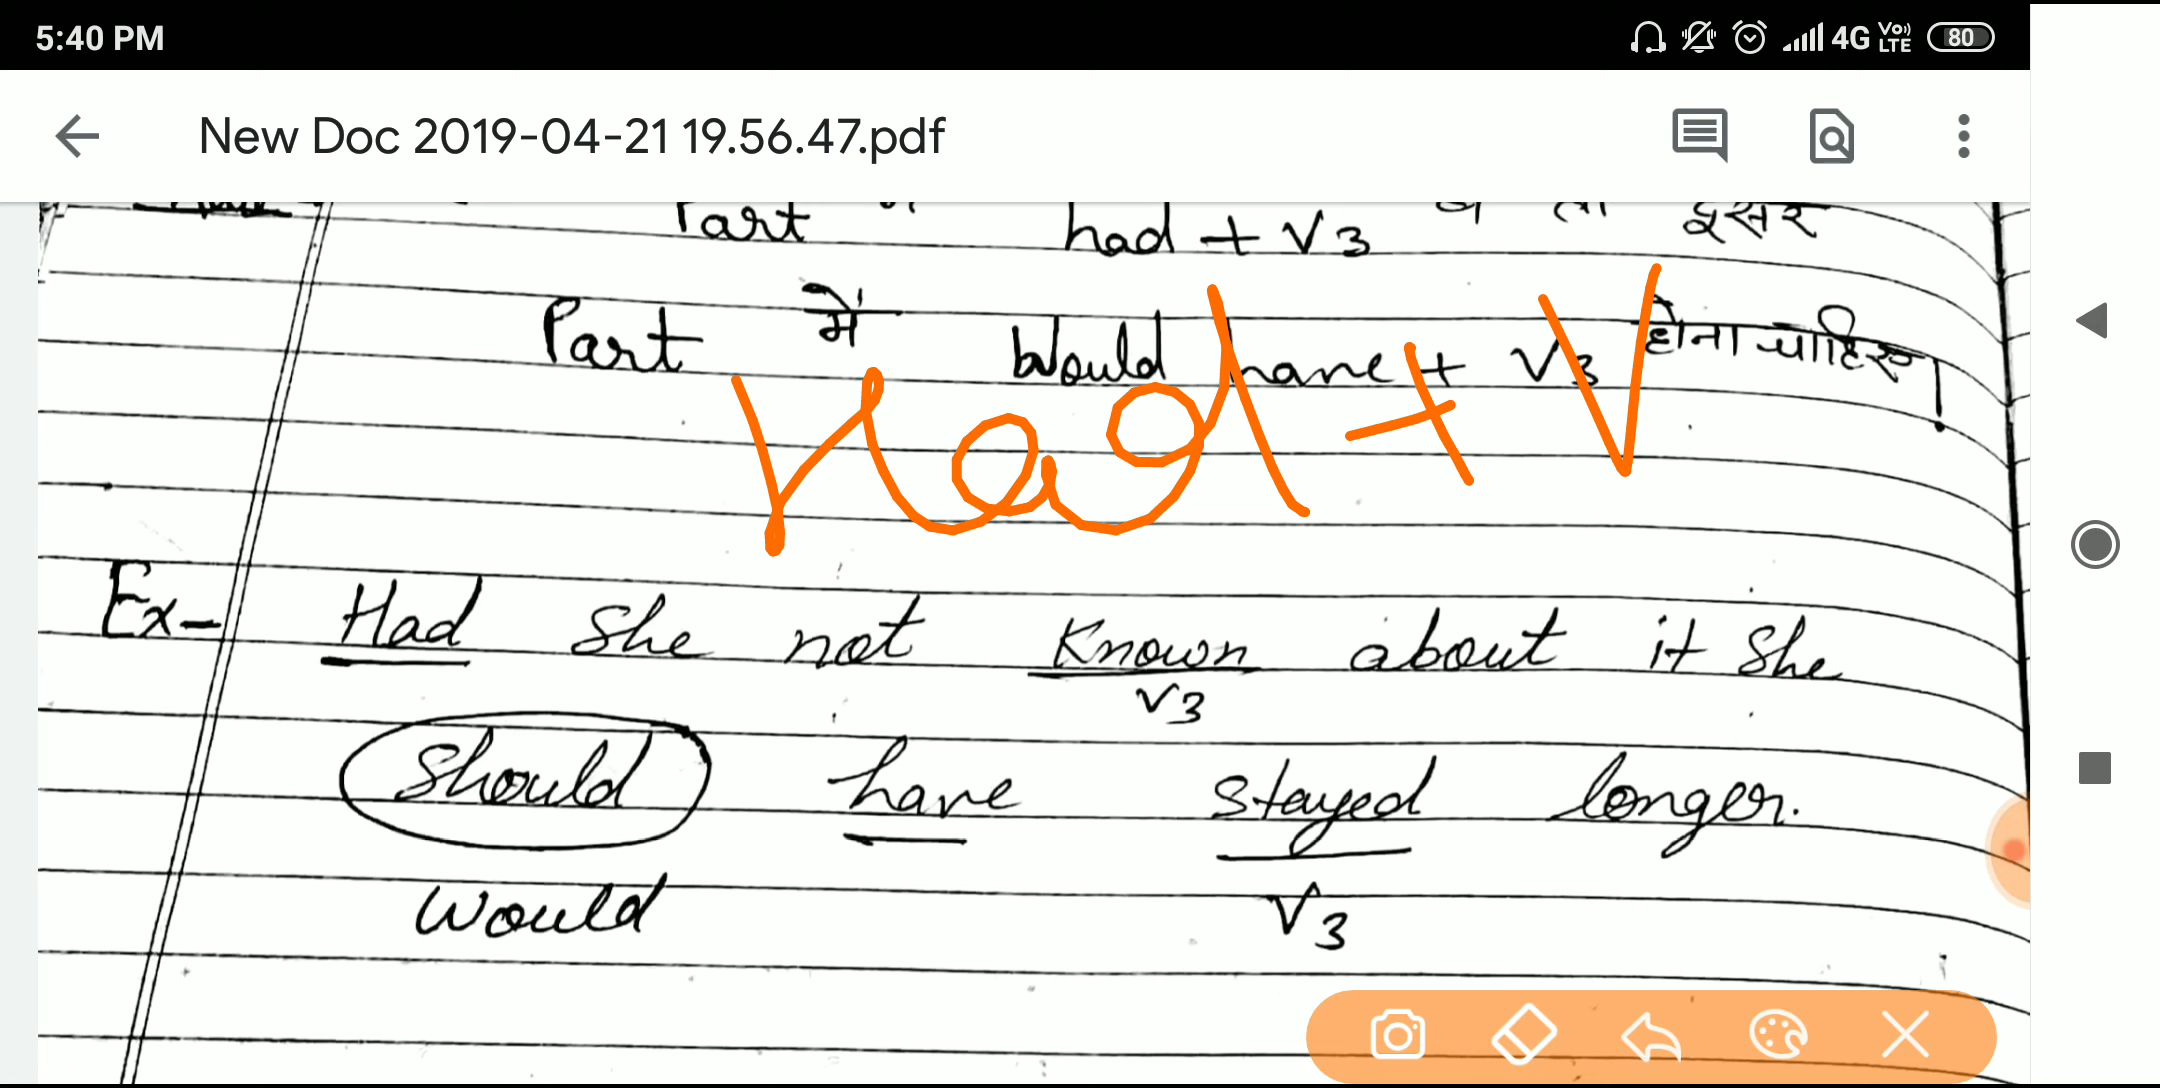 5:40 PM 4G Vo)) LTE 80
New Doc 2019-04-21 19.56.47.pdf
Part had + V3 दूसरे
Part में would have + V3 होना चाहिए।
Had + V
Ex- Had she not known about it she
V3
should have stayed longer.
would V3